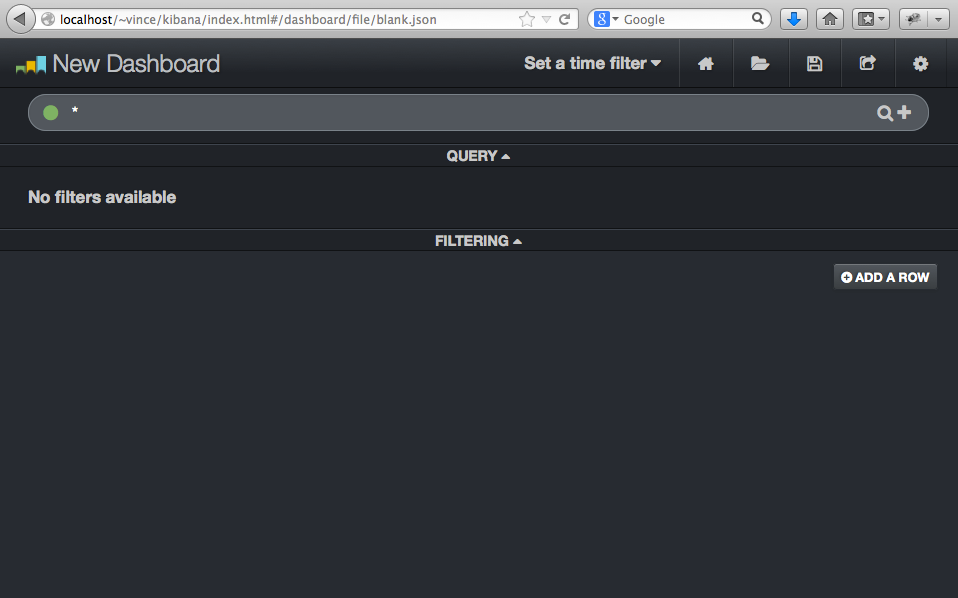 localhost/~vince/kibana/index.html#/dashboard/file/blank.json
8 Google
New Dashboard
Set a time filter
*
QUERY
No filters available
FILTERING
ADD A ROW